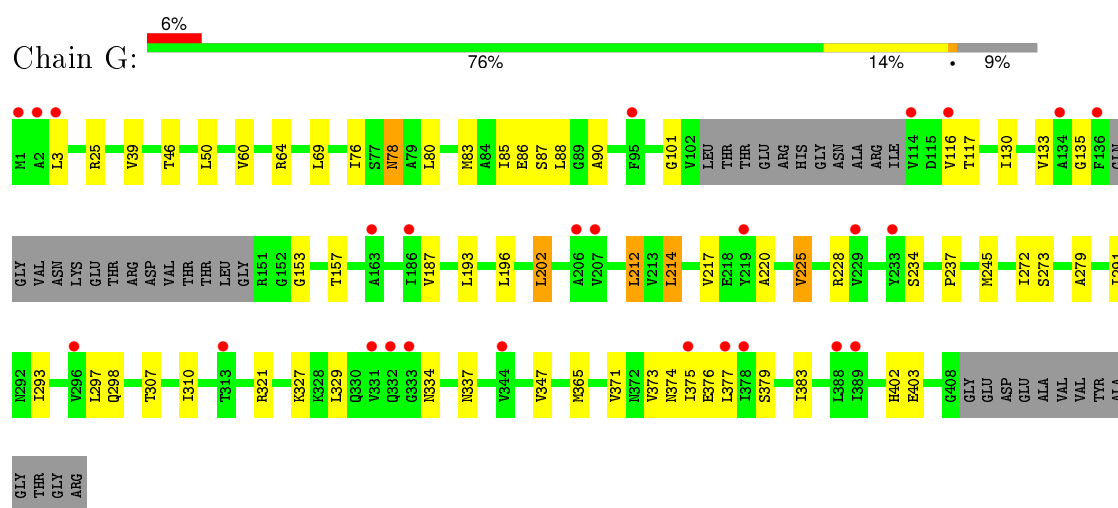 6%
Chain G:
76% 14% • 9%
M1 A2 L3 R25 V39 T46 L50 V60 R64 L69 I76 S77 N78 A79 L80 M83 A84 I85 E86 S87 L88 G89 A90 F95 G101 V102 LEU THR THR GLU ARG HIS GLY ASN ALA ARG ILE V114 D115 V116 T117 I130 V133 A134 G135 F136 GLN
GLY VAL ASN LYS GLU THR ARG ASP VAL THR THR LEU GLY R151 G152 G153 T157 A163 I186 V187 L193 L196 L202 A206 V207 L212 V213 L214 V217 E218 Y219 A220 V225 R228 V229 Y233 S234 P237 M245 I272 S273 A279 I291
N292 I293 V296 L297 Q298 T307 I310 T313 R321 K327 K328 L329 Q330 V331 Q332 G333 N334 N337 V344 V347 M365 V371 N372 V373 N374 I375 E376 L377 I378 S379 I383 L388 I389 H402 E403 G408 GLY GLU ASP GLU ALA VAL VAL TYR ALA
GLY THR GLY ARG